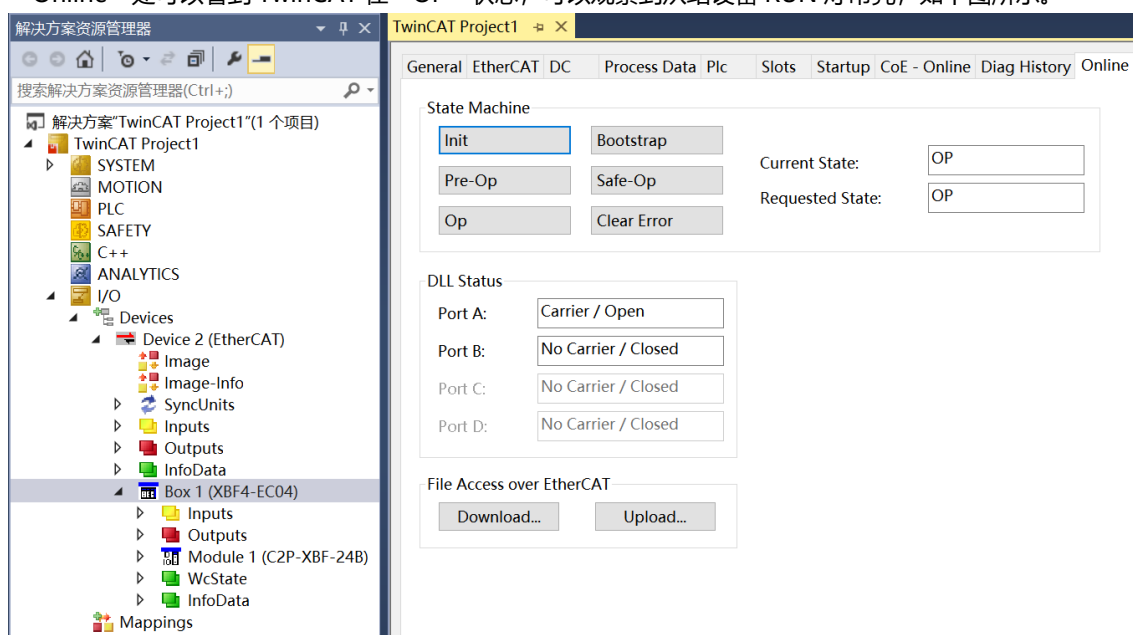 解决方案资源管理器
搜索解决方案资源管理器(Ctrl+;)
解决方案"TwinCAT Project1"(1 个项目)
TwinCAT Project1
SYSTEM
MOTION
PLC
SAFETY
C++
ANALYTICS
I/O
Devices
Device 2 (EtherCAT)
Image
Image-Info
SyncUnits
Inputs
Outputs
InfoData
Box 1 (XBF4-EC04)
Inputs
Outputs
Module 1 (C2P-XBF-24B)
WcState
InfoData
Mappings
TwinCAT Project1
General EtherCAT DC Process Data Plc Slots Startup CoE - Online Diag History Online
State Machine
Init Bootstrap
Pre-Op Safe-Op
Op Clear Error
Current State: OP
Requested State: OP
DLL Status
Port A: Carrier / Open
Port B: No Carrier / Closed
Port C: No Carrier / Closed
Port D: No Carrier / Closed
File Access over EtherCAT
Download... Upload...